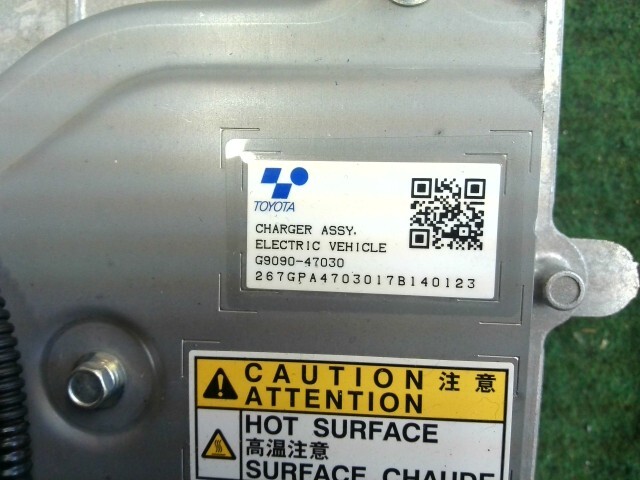 TOYOTA
CHARGER ASSY.
ELECTRIC VEHICLE
G9090-47030
267GPA4703017B140123
CAUTION 注意
ATTENTION
HOT SURFACE
高温注意
SURFACE CHAUDE